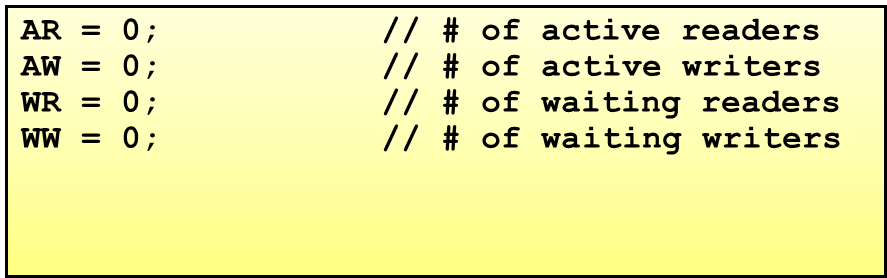 AR = 0; // # of active readers
AW = 0; // # of active writers
WR = 0; // # of waiting readers
WW = 0; // # of waiting writers